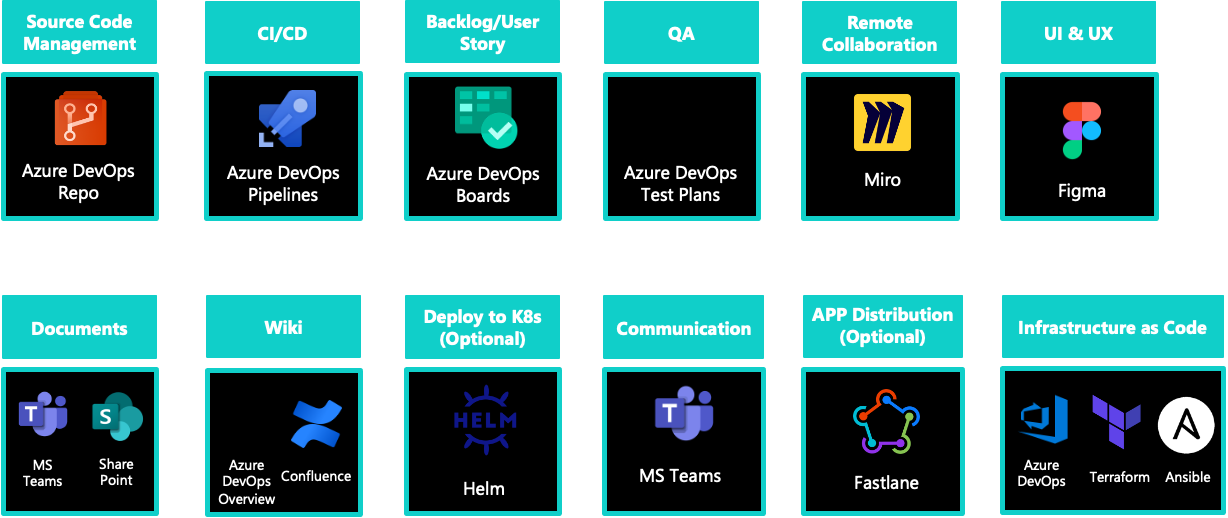 Source Code
Management
CI/CD
Backlog/User
Story
QA
Remote
Collaboration
UI & UX
Azure DevOps
Repo
Azure DevOps
Pipelines
Azure DevOps
Boards
Azure DevOps
Test Plans
Miro
Figma
Documents
Wiki
Deploy to K8s
(Optional)
Communication
APP Distribution
(Optional)
Infrastructure as Code
T
MS
Teams
S
Share
Point
Azure
DevOps
Overview
Confluence
HELM
Helm
T
MS Teams
Fastlane
Azure
DevOps
Terraform
Ansible